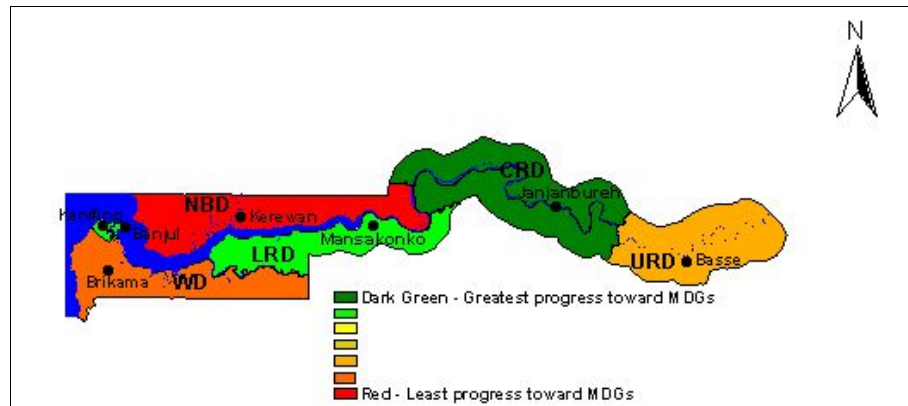 N
CRD
Janjanbureh
NBD
Kerewan
Kanifing
Banjul
Mansakonko
LRD
URD
Basse
Brikama
WD
Dark Green - Greatest progress toward MDGs
Red - Least progress toward MDGs